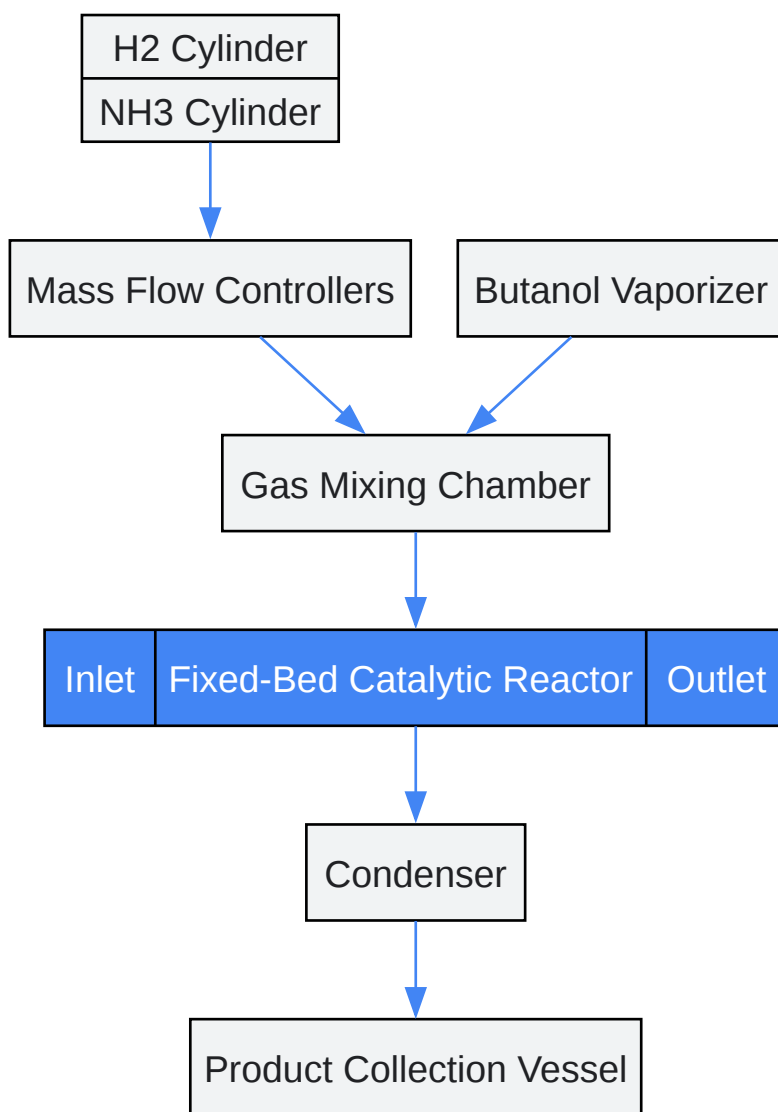 H2 Cylinder
NH3 Cylinder
Mass Flow Controllers
Butanol Vaporizer
Gas Mixing Chamber
Inlet
Fixed-Bed Catalytic Reactor
Outlet
Condenser
Product Collection Vessel